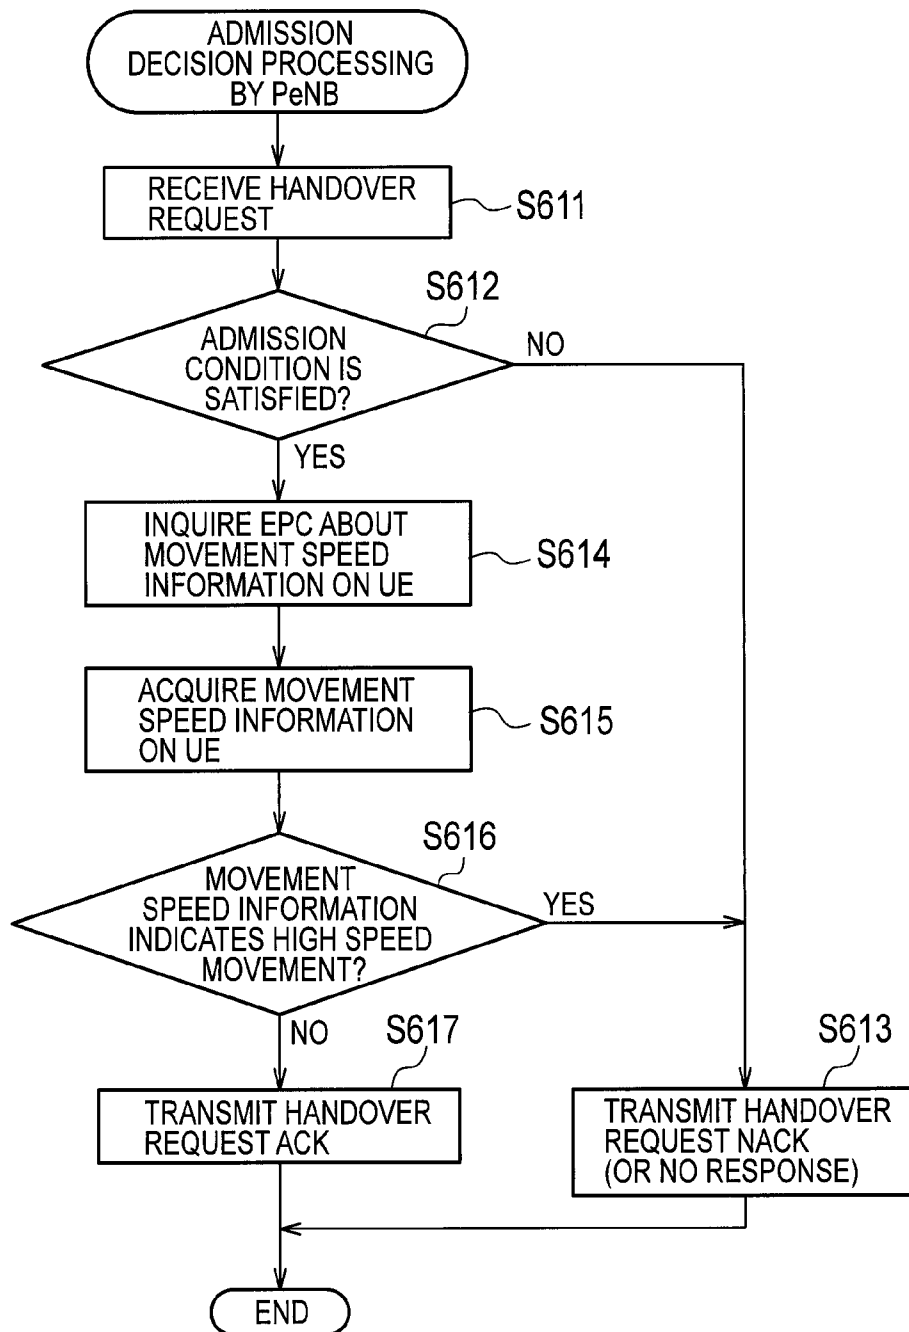 ADMISSION
DECISION PROCESSING
BY PeNB
RECEIVE HANDOVER
REQUEST
S611
S612
ADMISSION
CONDITION IS
SATISFIED?
NO
YES
INQUIRE EPC ABOUT
MOVEMENT SPEED
INFORMATION ON UE
S614
ACQUIRE MOVEMENT
SPEED INFORMATION
ON UE
S615
S616
MOVEMENT
SPEED INFORMATION
INDICATES HIGH SPEED
MOVEMENT?
YES
NO
S617
TRANSMIT HANDOVER
REQUEST ACK
S613
TRANSMIT HANDOVER
REQUEST NACK
(OR NO RESPONSE)
END